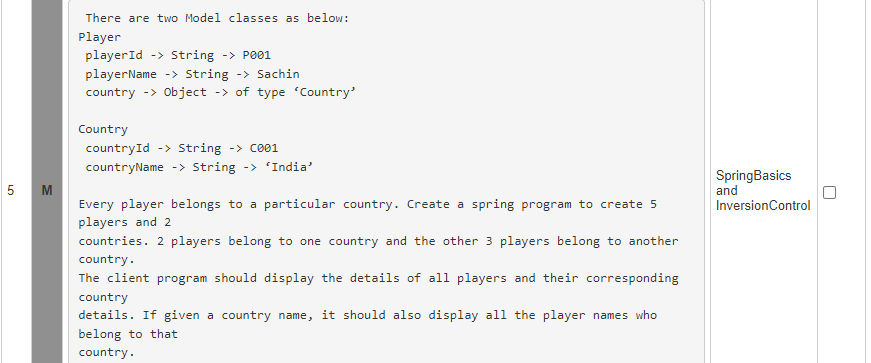 There are two Model classes as below:
Player
playerId -> String -> P001
playerName -> String -> Sachin
country -> Object -> of type ‘Country’
Country
countryId -> String -> C001
countryName -> String -> ‘India’
5
M
Every player belongs to a particular country. Create a spring program to create 5
players and 2
countries. 2 players belong to one country and the other 3 players belong to another
country.
The client program should display the details of all players and their corresponding
country
details. If given a country name, it should also display all the player names who
belong to that
country.
SpringBasics
and
InversionControl